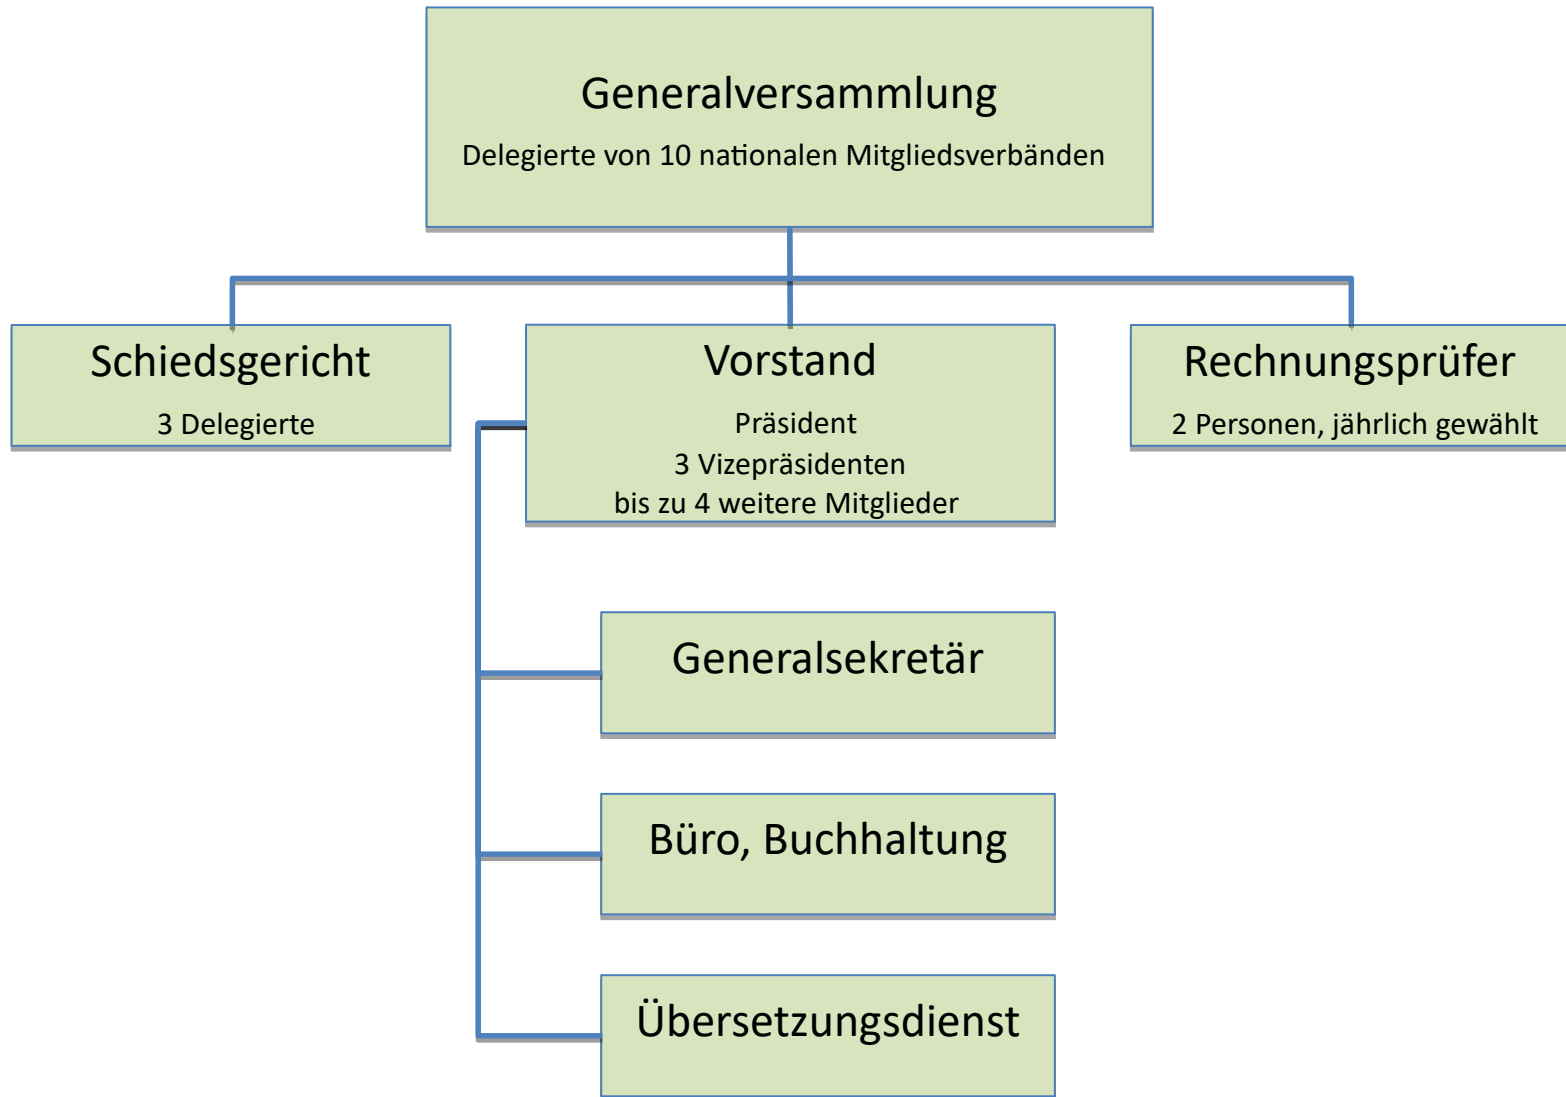 Generalversammlung
Delegierte von 10 nationalen Mitgliedsverbänden
Schiedsgericht
3 Delegierte
Vorstand
Präsident
3 Vizepräsidenten
bis zu 4 weitere Mitglieder
Rechnungsprüfer
2 Personen, jährlich gewählt
Generalsekretär
Büro, Buchhaltung
Übersetzungsdienst